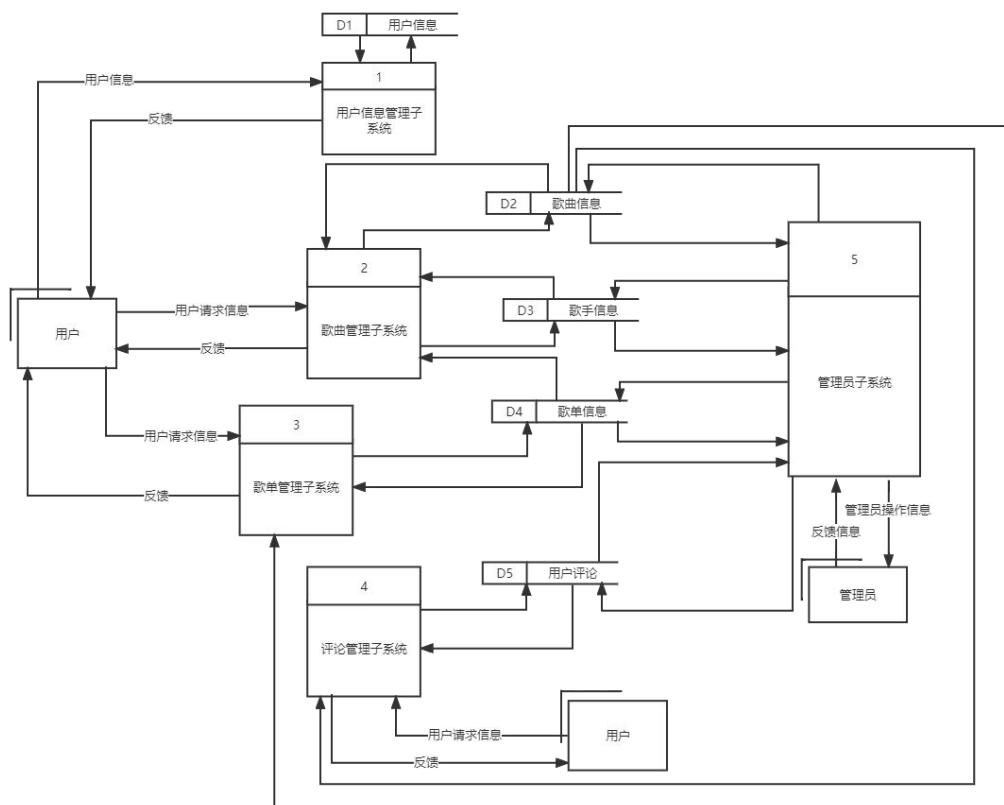 D1 用户信息
1
用户信息
用户信息管理子
系统
反馈
D2 歌曲信息
2
5
用户请求信息
D3 歌手信息
用户
歌曲管理子系统
反馈
管理员子系统
D4 歌单信息
3
用户请求信息
歌单管理子系统
反馈
管理员操作信息
反馈信息
D5 用户评论
4
管理员
评论管理子系统
用户请求信息
用户
反馈